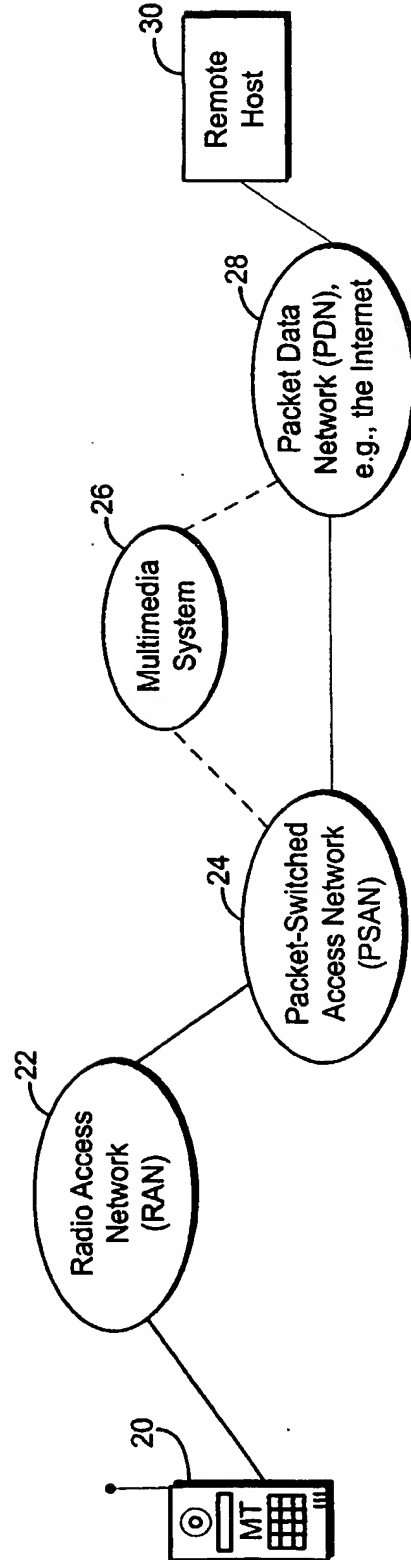 20
MT
22
Radio Access
Network
(RAN)
24
Packet-Switched
Access Network
(PSAN)
26
Multimedia
System
28
Packet Data
Network (PDN),
e.g., the Internet
30
Remote
Host